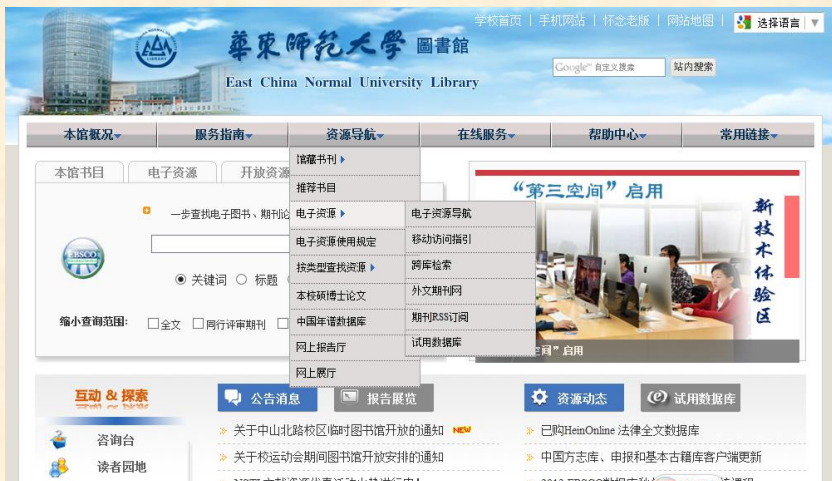 学校首页 | 手机网站 | 怀念老版 | 网站地图 | 选择语言
華東師範大學 圖書館
East China Normal University Library
Google™ 自定义搜索 站内搜索
本馆概况 服务指南 资源导航 在线服务 帮助中心 常用链接
本馆书目 电子资源 开放资源
一步查找电子图书、期刊论
EBSCO
关键词 标题
缩小查询范围: 全文 同行评审期刊
馆藏书刊
推荐书目
电子资源
电子资源使用规定
按类型查找资源
本校硕博士论文
中国年谱数据库
网上报告厅
网上展厅
电子资源导航
移动访问指引
跨库检索
外文期刊网
期刊RSS订阅
试用数据库
“第三空间”启用
新技术体验区
空间”启用
互动 & 探索
咨询台
读者园地
公告消息 报告展览
关于中山北路校区临时图书馆开放的通知 NEW
关于校运动会期间图书馆开放安排的通知
资源动态 试用数据库
已购HeinOnline 法律全文数据库
中国方志库、申报和基本古籍库客户端更新